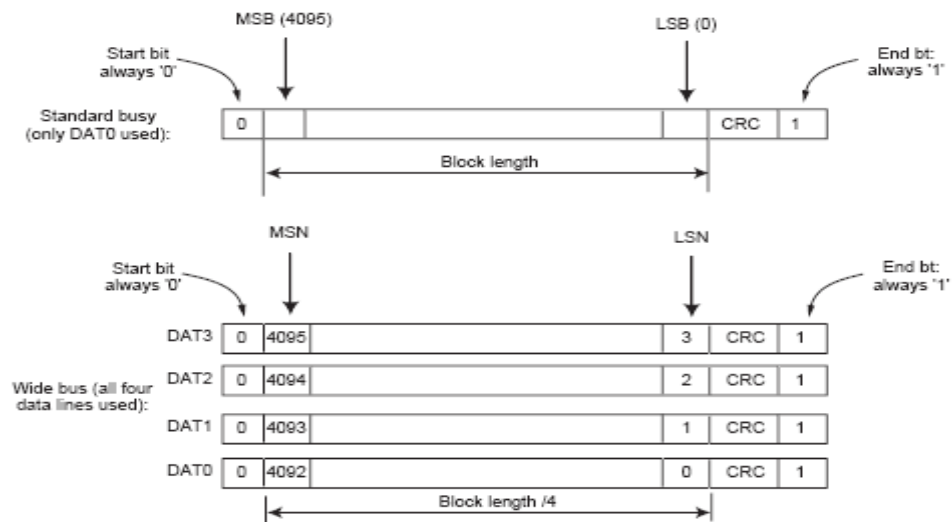 MSB (4095)
LSB (0)
Start bit
always '0'
End bt:
always '1'
Standard busy
(only DAT0 used):
0
CRC
1
Block length
MSN
LSN
Start bit
always '0'
End bt:
always '1'
DAT3 0 4095 3 CRC 1
DAT2 0 4094 2 CRC 1
Wide bus (all four
data lines used):
DAT1 0 4093 1 CRC 1
DAT0 0 4092 0 CRC 1
Block length /4